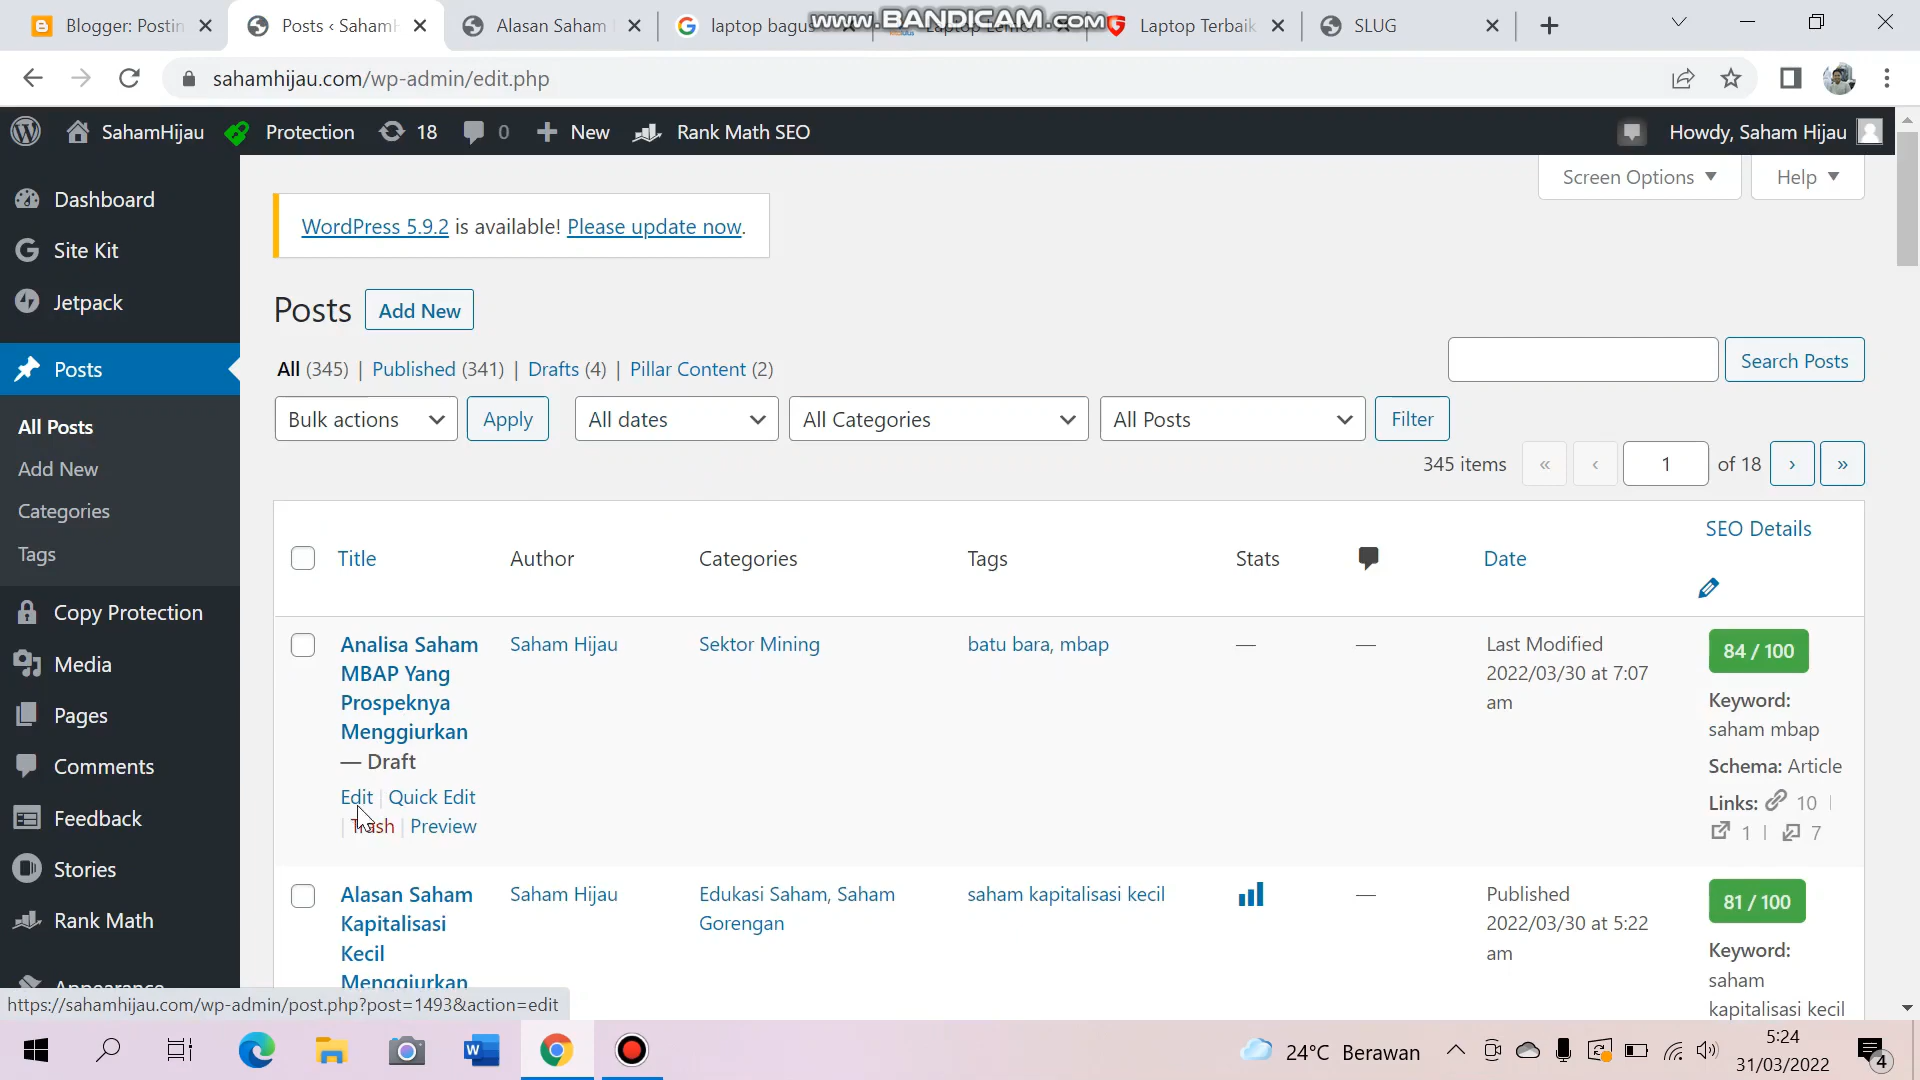 Blogger: Postin
Posts ‹ SahamH
Alasan Saham
laptop bagus
Laptop Terbaik
SLUG
www.BANDICAM.com
sahamhijau.com/wp-admin/edit.php
SahamHijau
Protection
18
0
New
Rank Math SEO
Howdy, Saham Hijau
Dashboard
Site Kit
Jetpack
Posts
All Posts
Add New
Categories
Tags
Copy Protection
Media
Pages
Comments
Feedback
Stories
Rank Math
Appearance
Screen Options
Help
WordPress 5.9.2 is available! Please update now.
Posts Add New
All (345) | Published (341) | Drafts (4) | Pillar Content (2)
Search Posts
Bulk actions
Apply
All dates
All Categories
All Posts
Filter
345 items « ‹ 1 of 18 › »
Title
Author
Categories
Tags
Stats
Date
SEO Details
Analisa Saham
MBAP Yang
Prospeknya
Menggiurkan
— Draft
Edit | Quick Edit
| Trash | Preview
Saham Hijau
Sektor Mining
batu bara, mbap
—
—
Last Modified
2022/03/30 at 7:07
am
84 / 100
Keyword:
saham mbap
Schema: Article
Links: 10 |
1 | 7
Alasan Saham
Kapitalisasi
Kecil
Menggiurkan
Saham Hijau
Edukasi Saham, Saham
Gorengan
saham kapitalisasi kecil
—
Published
2022/03/30 at 5:22
am
81 / 100
Keyword:
saham
kapitalisasi kecil
https://sahamhijau.com/wp-admin/post.php?post=1493&action=edit
24°C Berawan
5:24
31/03/2022
4